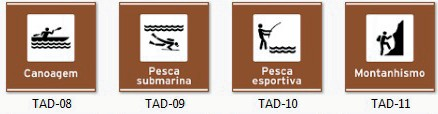 Canoagem
Pesca
submarina
Pesca
esportiva
Montanhismo
TAD-08
TAD-09
TAD-10
TAD-11